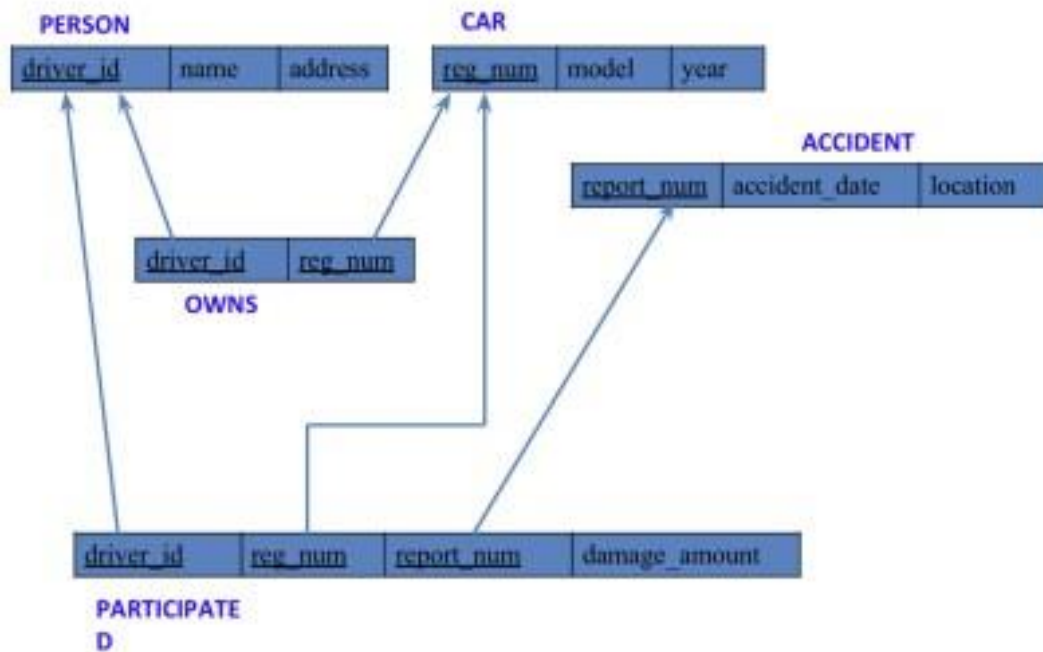 PERSON
CAR
driver_id name address
reg_num model year
ACCIDENT
report_num accident_date location
driver_id reg_num
OWNS
driver_id reg_num report_num damage_amount
PARTICIPATE
D